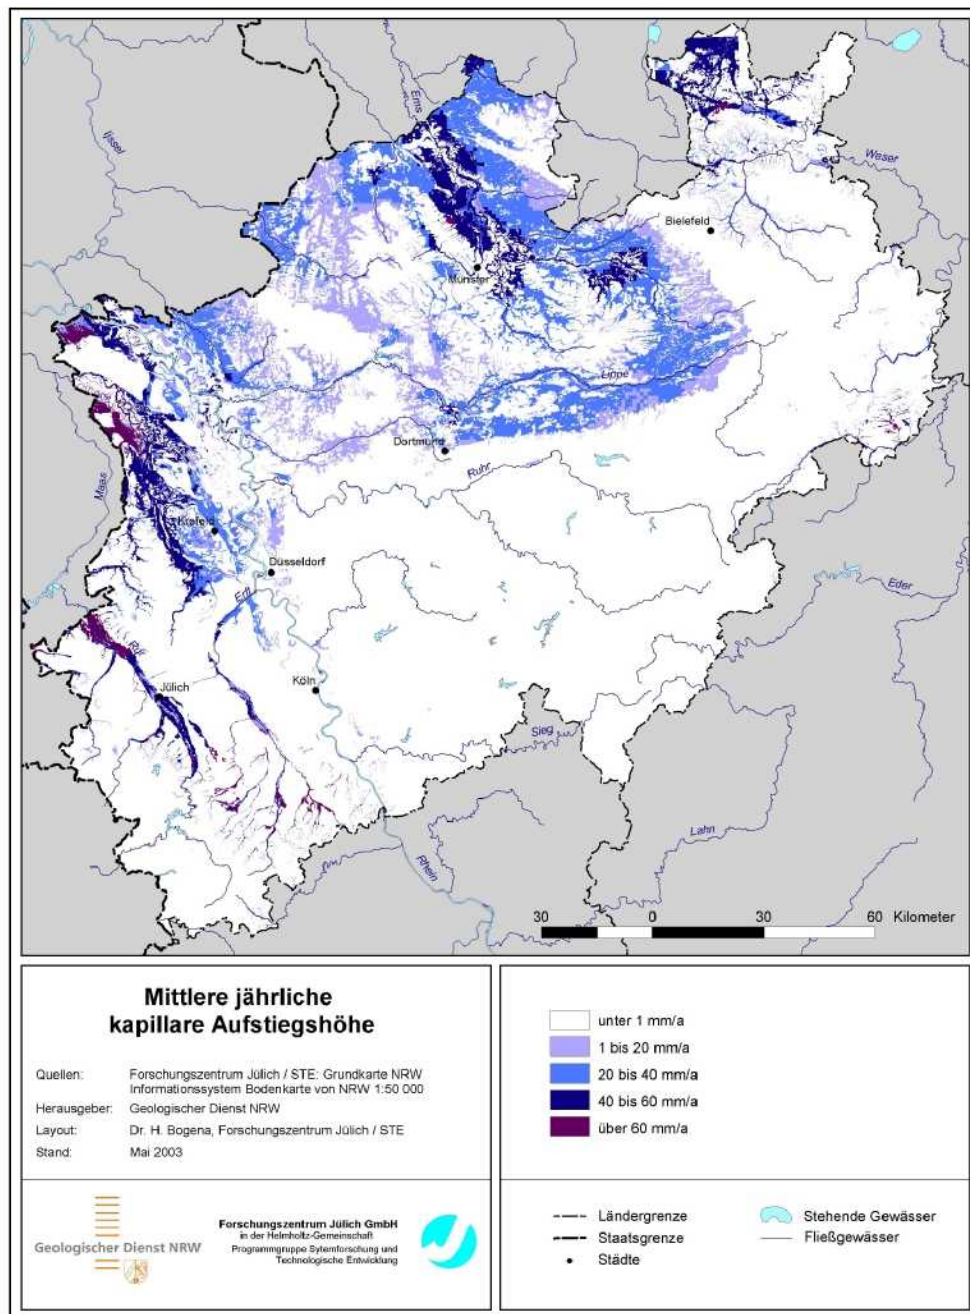 Ems
Ijssel
Weser
Bielefeld
Münster
Lippe
Dortmund
Ruhr
Maas
Krefeld
Düsseldorf
Erft
Eder
Rur
Jülich
Köln
Sieg
Lahn
Rhein
30 0 30 60 Kilometer
Mittlere jährliche
kapillare Aufstiegshöhe
Quellen: Forschungszentrum Jülich / STE: Grundkarte NRW
Informationssystem Bodenkarte von NRW 1:50 000
Herausgeber: Geologischer Dienst NRW
Layout: Dr. H. Bogena, Forschungszentrum Jülich / STE
Stand: Mai 2003
unter 1 mm/a
1 bis 20 mm/a
20 bis 40 mm/a
40 bis 60 mm/a
über 60 mm/a
Geologischer Dienst NRW
Forschungszentrum Jülich GmbH
in der Helmholtz-Gemeinschaft
Programmgruppe Sytemforschung und
Technologische Entwicklung
Ländergrenze
Staatsgrenze
Städte
Stehende Gewässer
Fließgewässer